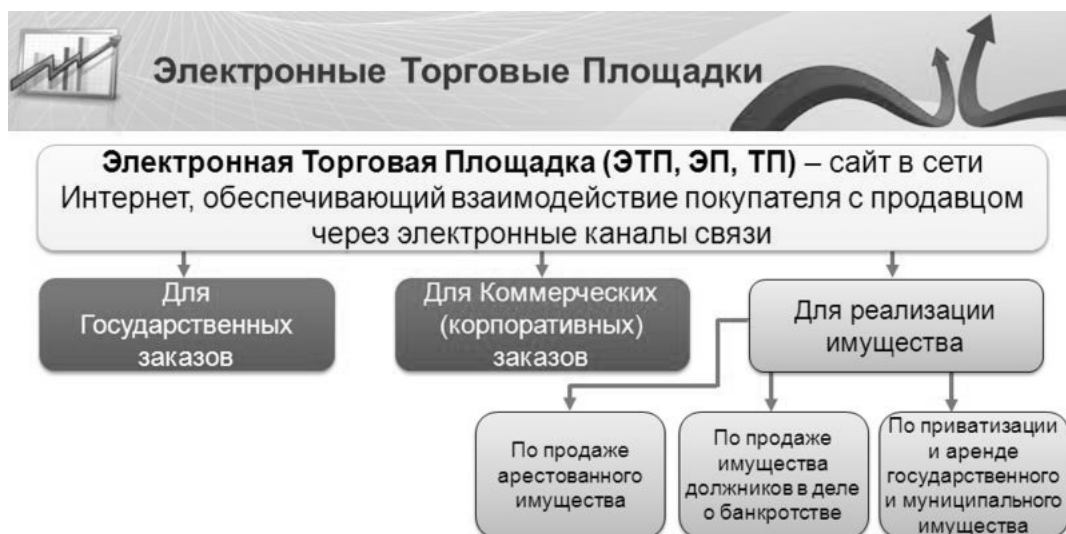 Электронные Торговые Площадки
Электронная Торговая Площадка (ЭТП, ЭП, ТП) – сайт в сети
Интернет, обеспечивающий взаимодействие покупателя с продавцом
через электронные каналы связи
Для
Государственных
заказов
Для Коммерческих
(корпоративных)
заказов
Для реализации
имущества
По продаже
арестованного
имущества
По продаже
имущества
должников в деле
о банкротстве
По приватизации
и аренде
государственного
и муниципального
имущества